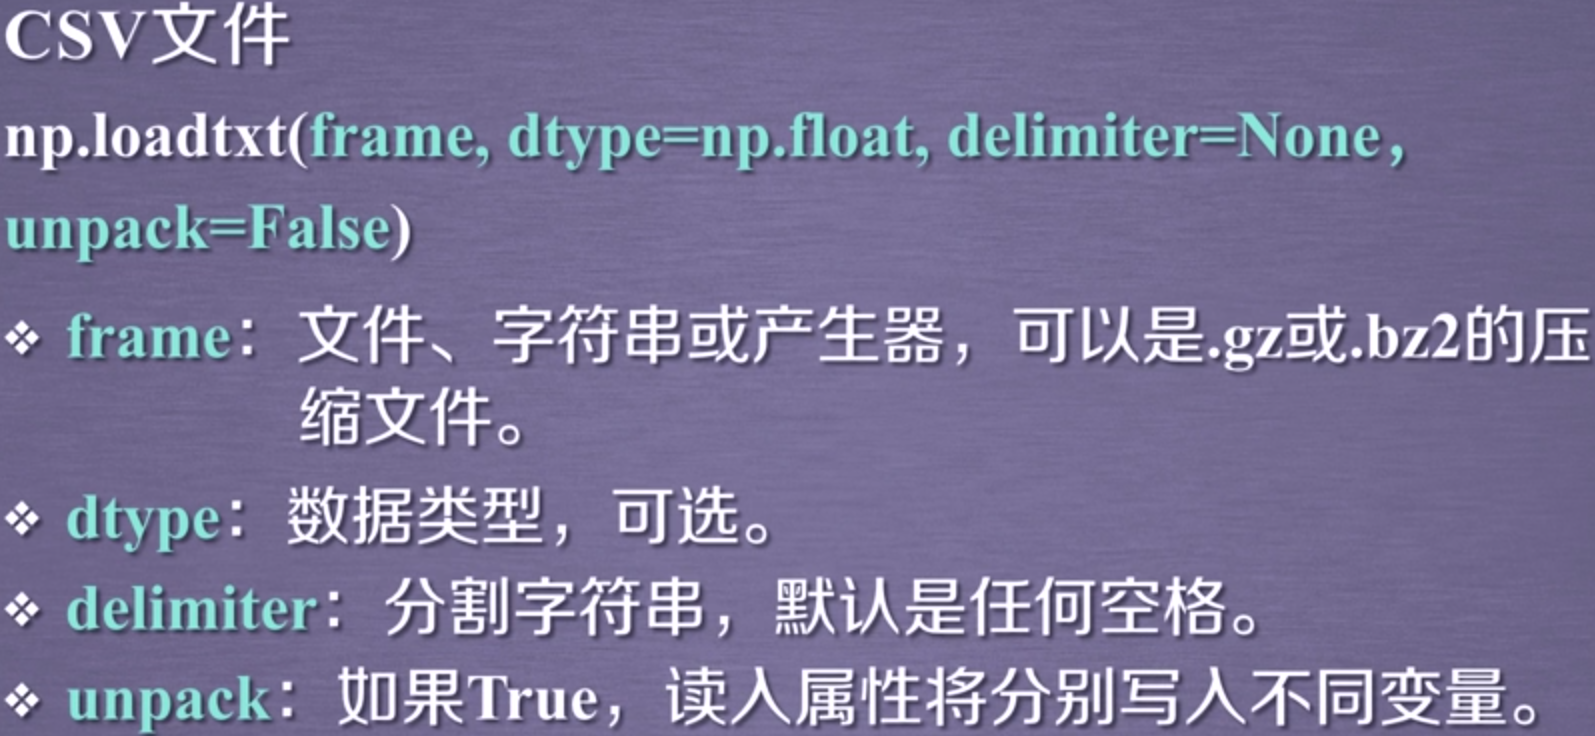 CSV文件
np.loadtxt(frame, dtype=np.float, delimiter=None，
unpack=False)
❖ frame：文件、字符串或产生器，可以是.gz或.bz2的压
缩文件。
❖ dtype：数据类型，可选。
❖ delimiter：分割字符串，默认是任何空格。
❖ unpack：如果True，读入属性将分别写入不同变量。